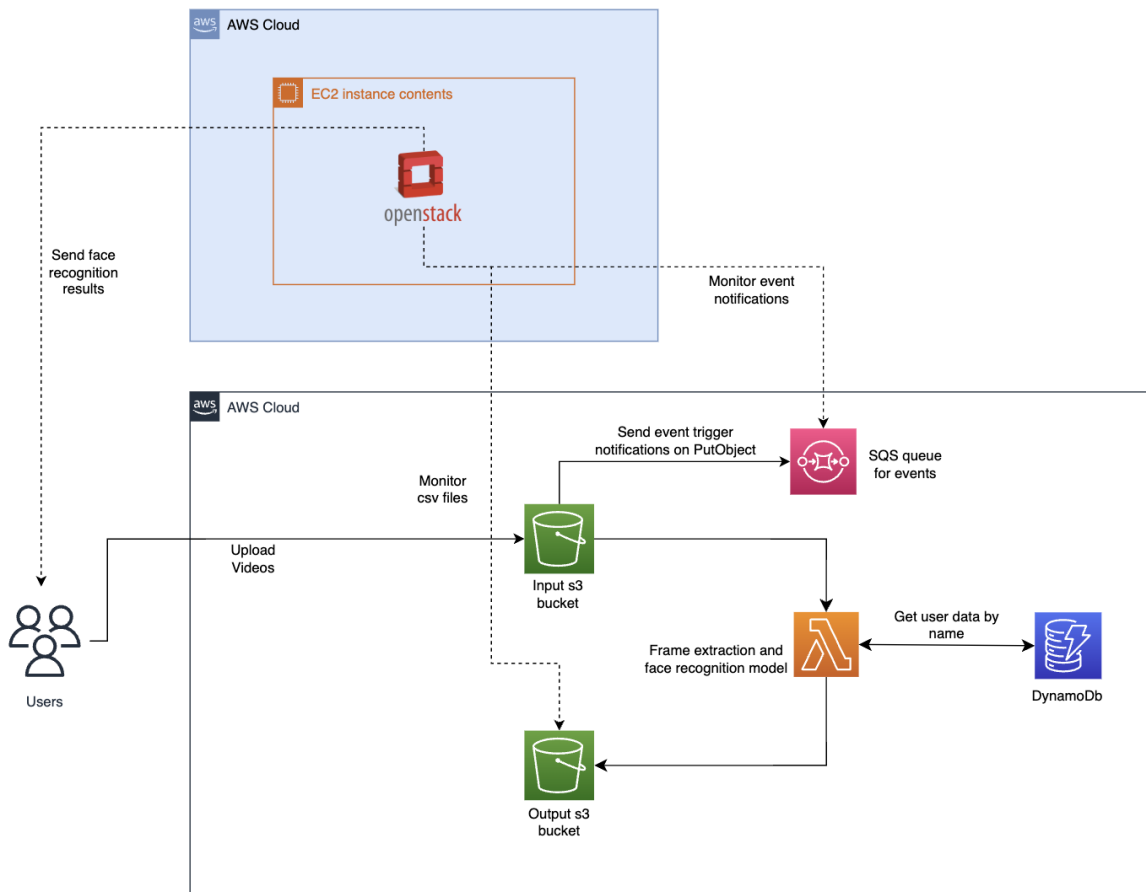 aws
AWS Cloud
EC2 instance contents
openstack
Send face
recognition
results
Monitor event
notifications
aws
AWS Cloud
Send event trigger
notifications on PutObject
SQS queue
for events
Monitor
csv files
Upload
Videos
Input s3
bucket
Get user data by
name
Frame extraction and
face recognition model
Users
DynamoDb
Output s3
bucket